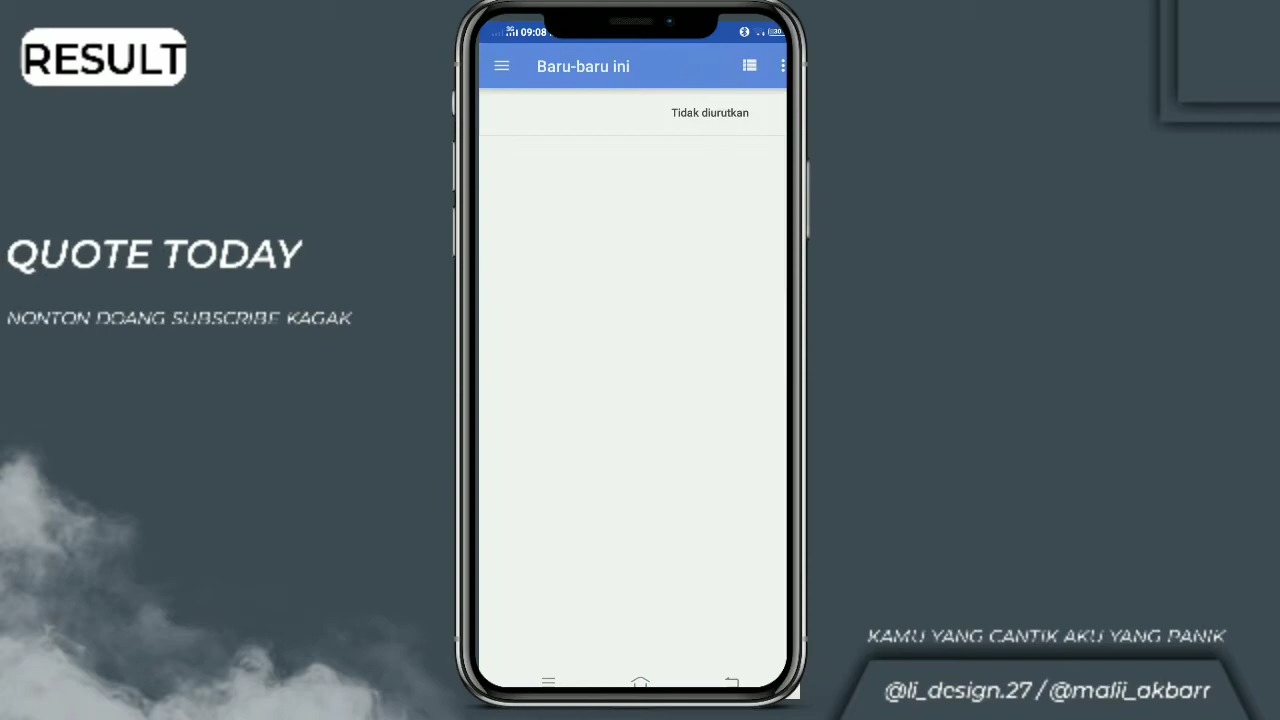 RESULT
09:08
Baru-baru ini
Tidak diurutkan
QUOTE TODAY
NONTON DOANG SUBSCRIBE KAGAK
KAMU YANG CANTIK AKU YANG PANIK
@li_design.27 / @malii_akbarr